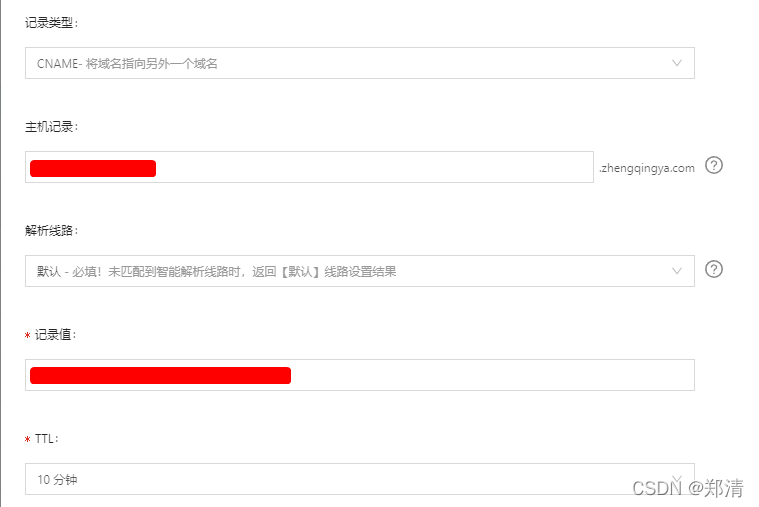 记录类型：
CNAME- 将域名指向另外一个域名
主机记录：
.zhengqingya.com
解析线路：
默认 - 必填！未匹配到智能解析线路时，返回【默认】线路设置结果
* 记录值：
* TTL：
10 分钟
CSDN @郑清